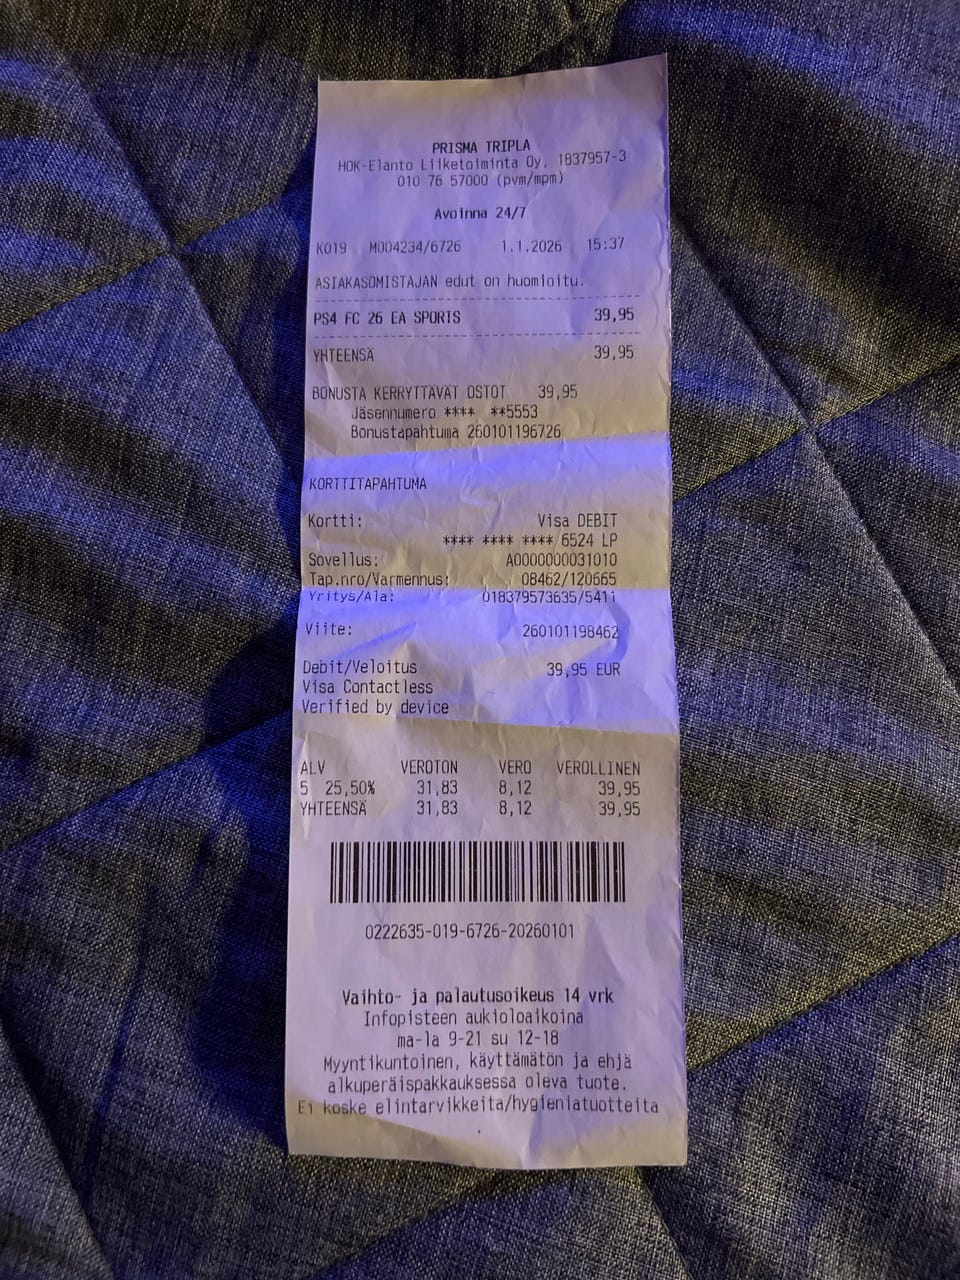 PRISMA TRIPLA
HOK-Elanto Liiketoiminta Oy, 1837957-3
010 76 57000 (pvm/mpm)
Avoinna 24/7
K019 M004234/6726 1.1.2026 15:37
ASIAKASOMISTAJAN edut on huomioitu.
PS4 FC 26 EA SPORTS 39,95
YHTEENSÄ 39,95
BONUSTA KERRYTTÄVÄT OSTOT 39,95
Jäsennumero **** **5553
Bonustapahtuma 260101196726
KORTTITAPAHTUMA
Kortti: Visa DEBIT
**** **** **** 6524 LP
Sovellus: A0000000031010
Tap.nro/Varmennus: 08462/120665
Yritys/Ala: 018379573635/5411
Viite: 260101198462
Debit/Veloitus 39,95 EUR
Visa Contactless
Verified by device
ALV VEROTON VERO VEROLLINEN
5 25,50% 31,83 8,12 39,95
YHTEENSÄ 31,83 8,12 39,95
0222635-019-6726-20260101
Vaihto- ja palautusoikeus 14 vrk
Infopisteen aukioloaikoina
ma-la 9-21 su 12-18
Myyntikuntoinen, käyttämätön ja ehjä
alkuperäispakkauksessa oleva tuote.
Ei koske elintarvikkeita/hygieniatuotteita